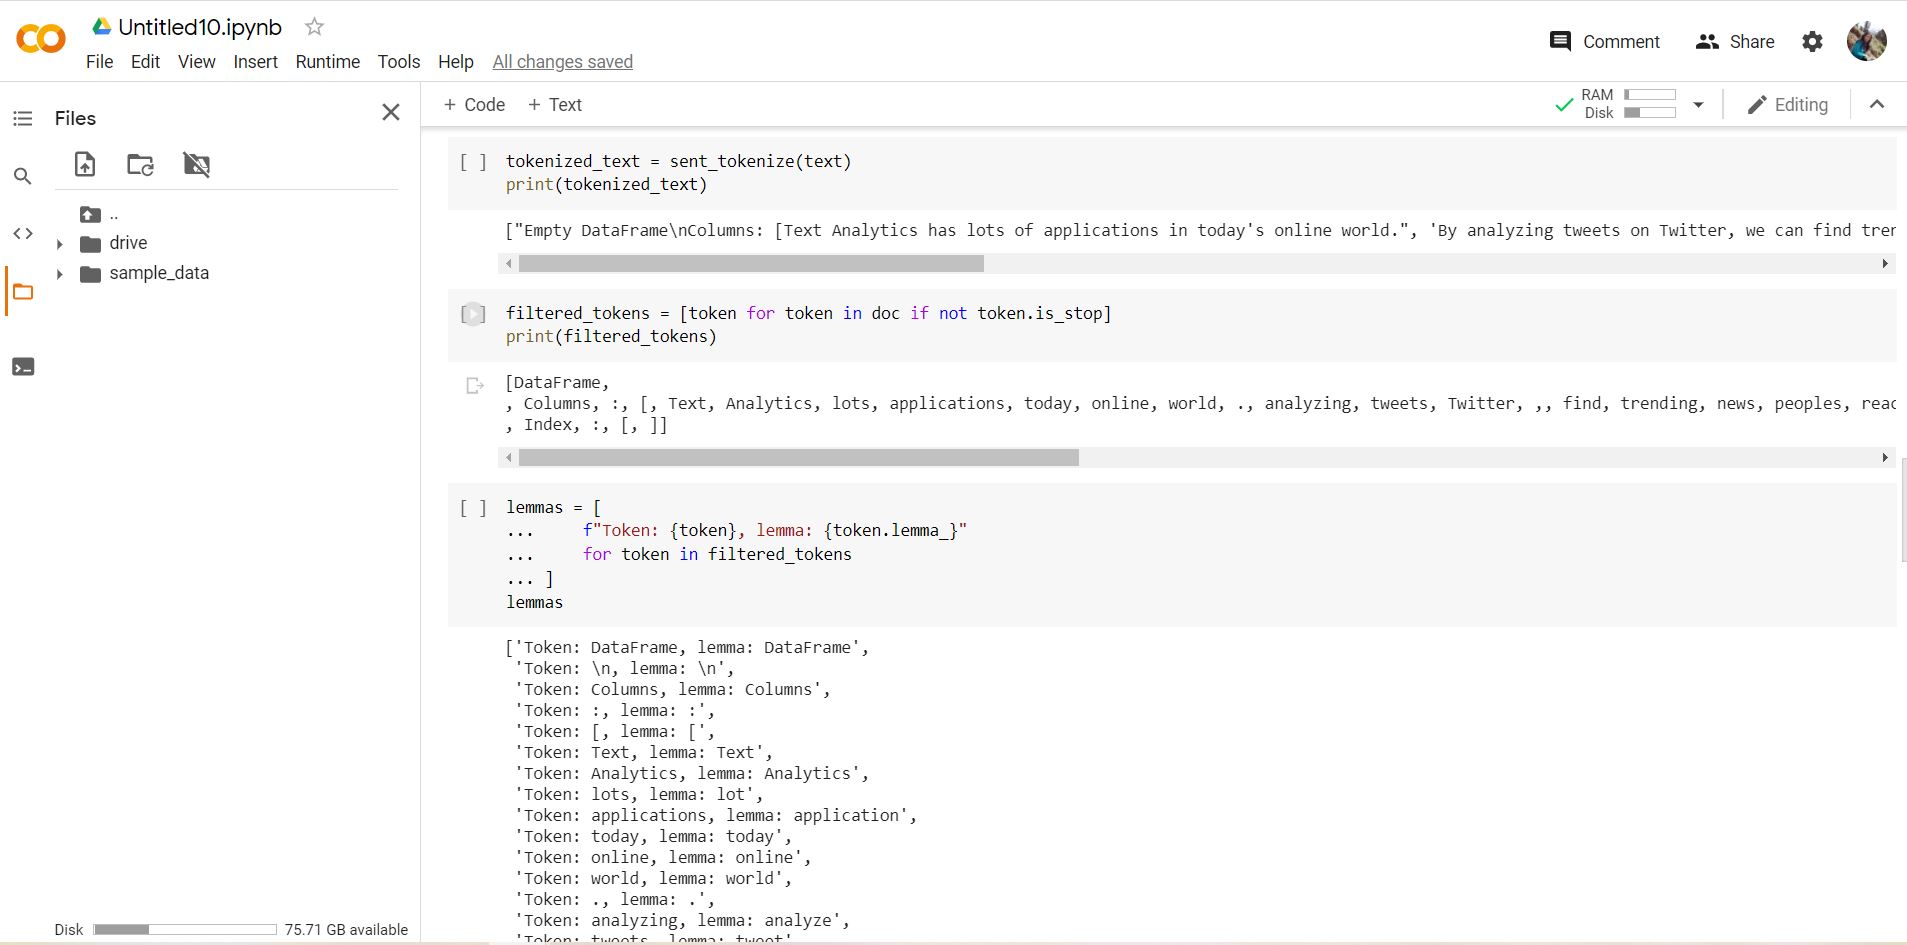 Untitled10.ipynb
File Edit View Insert Runtime Tools Help All changes saved
Comment Share
Files
+ Code + Text
RAM
Disk
Editing
..
drive
sample_data
[ ] tokenized_text = sent_tokenize(text)
print(tokenized_text)
["Empty DataFrame\nColumns: [Text Analytics has lots of applications in today's online world.", 'By analyzing tweets on Twitter, we can find tren
[ ] filtered_tokens = [token for token in doc if not token.is_stop]
print(filtered_tokens)
[DataFrame,
, Columns, :, [, Text, Analytics, lots, applications, today, online, world, ., analyzing, tweets, Twitter, ,, find, trending, news, peoples, reac
, Index, :, [, ]]
[ ] lemmas = [
... f"Token: {token}, lemma: {token.lemma_}"
... for token in filtered_tokens
... ]
lemmas
['Token: DataFrame, lemma: DataFrame',
'Token: \n, lemma: \n',
'Token: Columns, lemma: Columns',
'Token: :, lemma: :',
'Token: [, lemma: [',
'Token: Text, lemma: Text',
'Token: Analytics, lemma: Analytics',
'Token: lots, lemma: lot',
'Token: applications, lemma: application',
'Token: today, lemma: today',
'Token: online, lemma: online',
'Token: world, lemma: world',
'Token: ., lemma: .',
'Token: analyzing, lemma: analyze',
'Token: tweets, lemma: tweet'
Disk 75.71 GB available